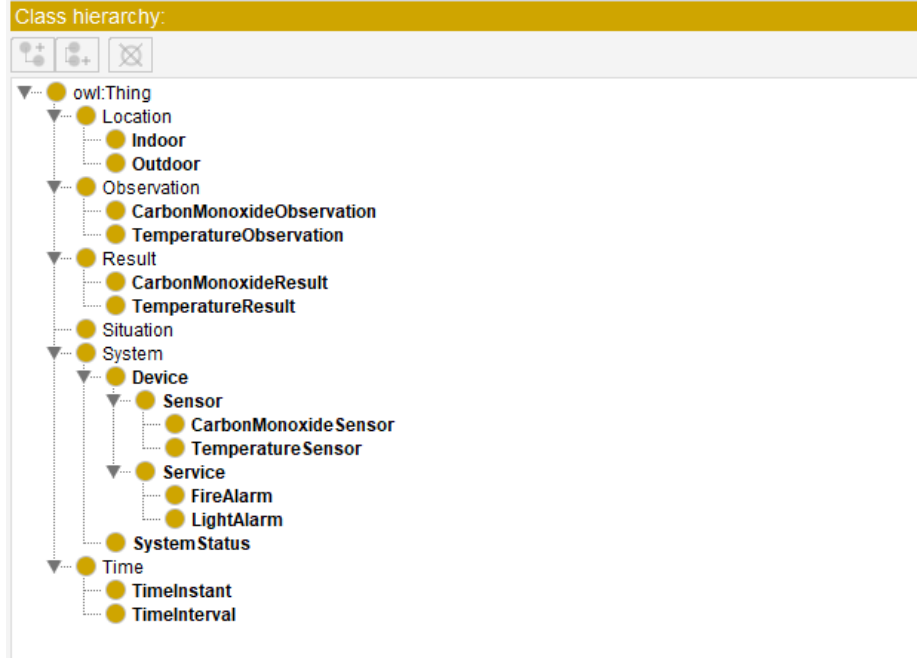 Class hierarchy:
owl:Thing
Location
Indoor
Outdoor
Observation
CarbonMonoxideObservation
TemperatureObservation
Result
CarbonMonoxideResult
TemperatureResult
Situation
System
Device
Sensor
CarbonMonoxideSensor
TemperatureSensor
Service
FireAlarm
LightAlarm
SystemStatus
Time
TimeInstant
TimeInterval